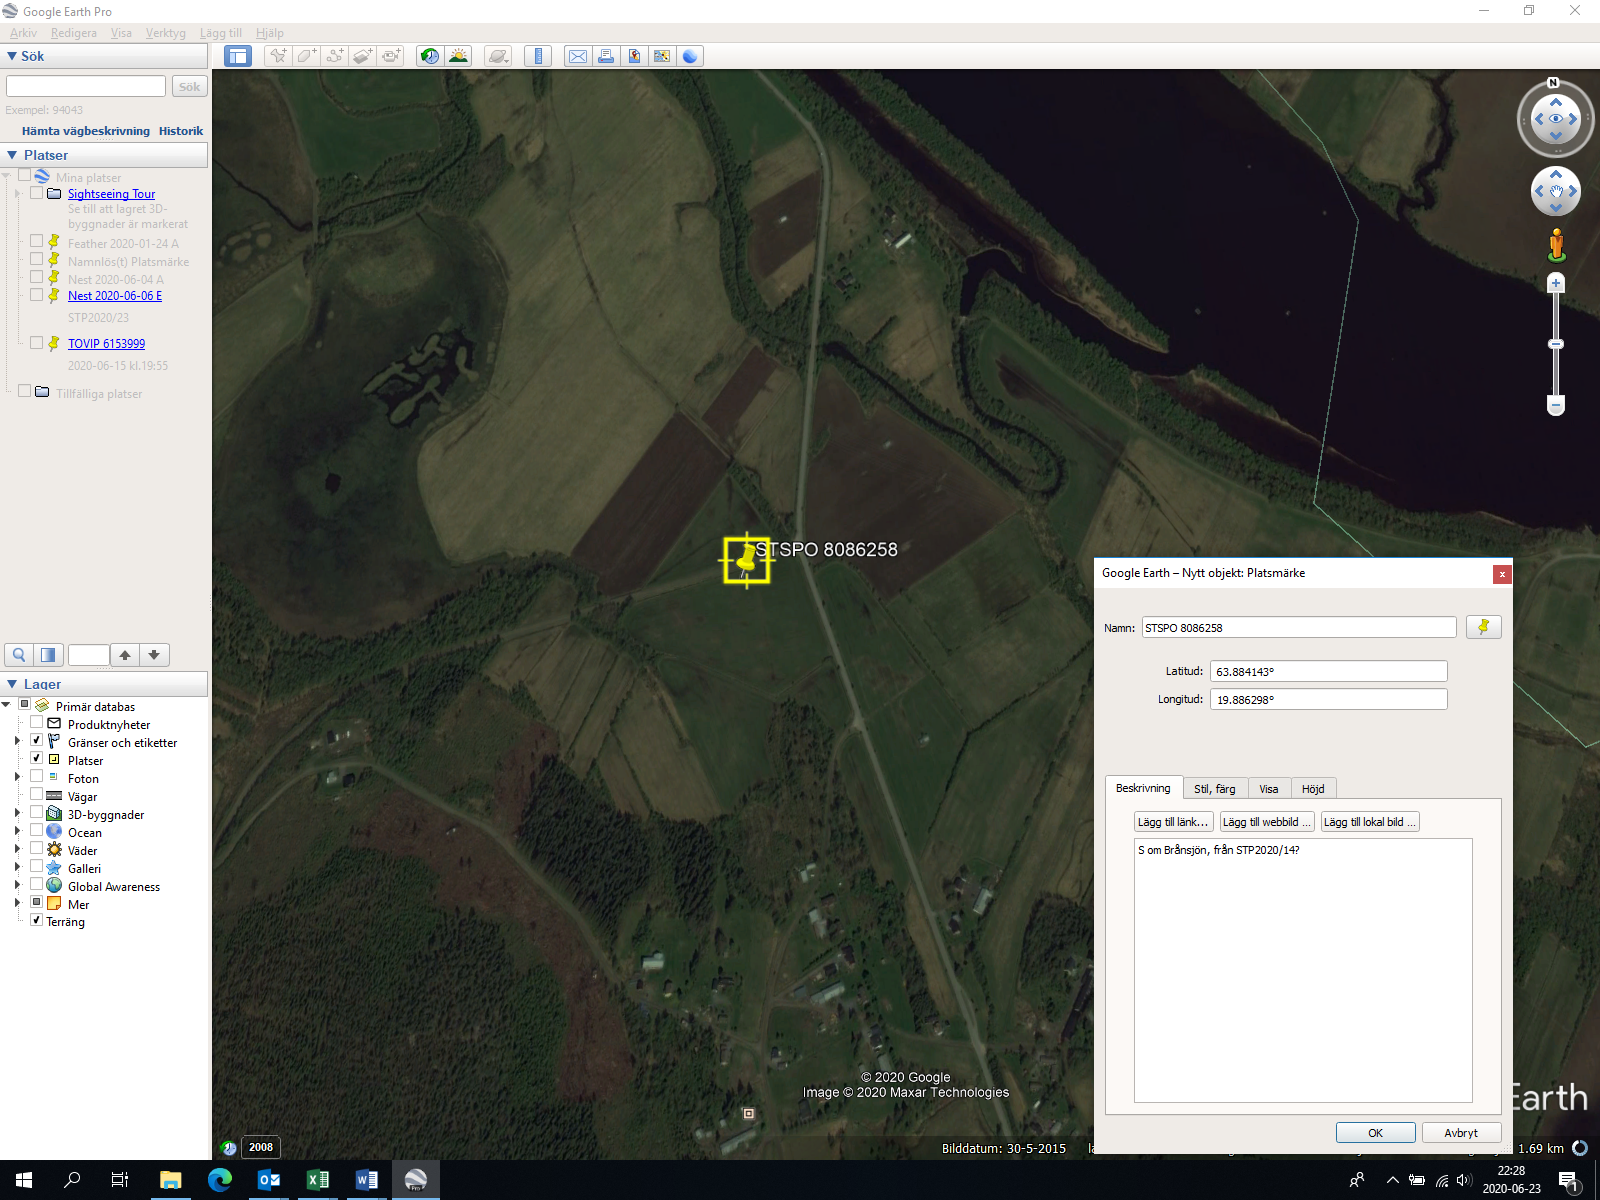 Google Earth Pro
Arkiv Redigera Visa Verktyg Lägg till Hjälp
Sök
Sök
Exempel: 94043
Hämta vägbeskrivning Historik
Platser
Mina platser
Sightseeing Tour
Se till att lagret 3D-
byggnader är markerat
Feather 2020-01-24 A
Namnlös(t) Platsmärke
Nest 2020-06-04 A
Nest 2020-06-06 E
STP2020/23
TOVIP 6153999
2020-06-15 kl.19:55
Tillfälliga platser
Lager
Primär databas
Produktnyheter
Gränser och etiketter
Platser
Foton
Vägar
3D-byggnader
Ocean
Väder
Galleri
Global Awareness
Mer
Terräng
N
STSPO 8086258
Google Earth – Nytt objekt: Platsmärke
x
Namn: STSPO 8086258
Latitud: 63.884143°
Longitud: 19.886298°
Beskrivning Stil, färg Visa Höjd
Lägg till länk... Lägg till webbild ... Lägg till lokal bild ...
S om Brånsjön, från STP2020/14?
OK Avbryt
© 2020 Google
Image © 2020 Maxar Technologies
Earth
2008
Bilddatum: 30-5-2015
1.69 km
Pro
22:28
2020-06-23
1